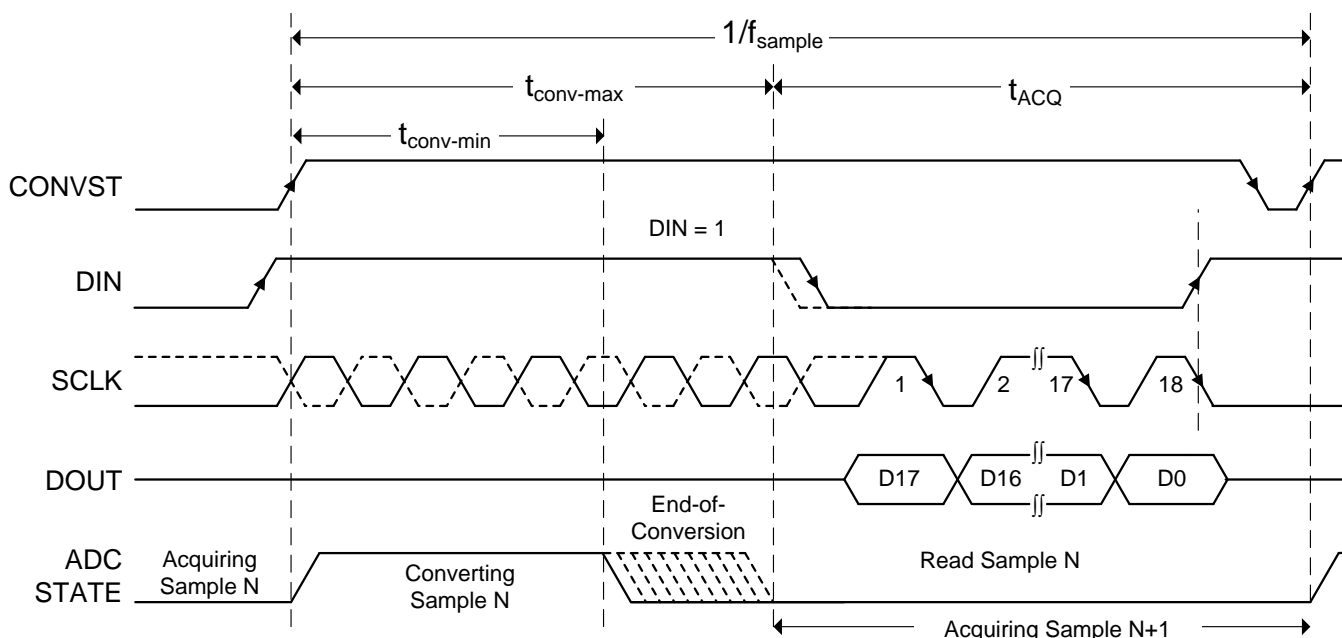 1/fsample
tconv-max
tACQ
tconv-min
CONVST
DIN = 1
DIN
SCLK
1
2
17
18
DOUT
D17
D16
D1
D0
End-of-
Conversion
ADC
STATE
Acquiring
Sample N
Converting
Sample N
Read Sample N
Acquiring Sample N+1